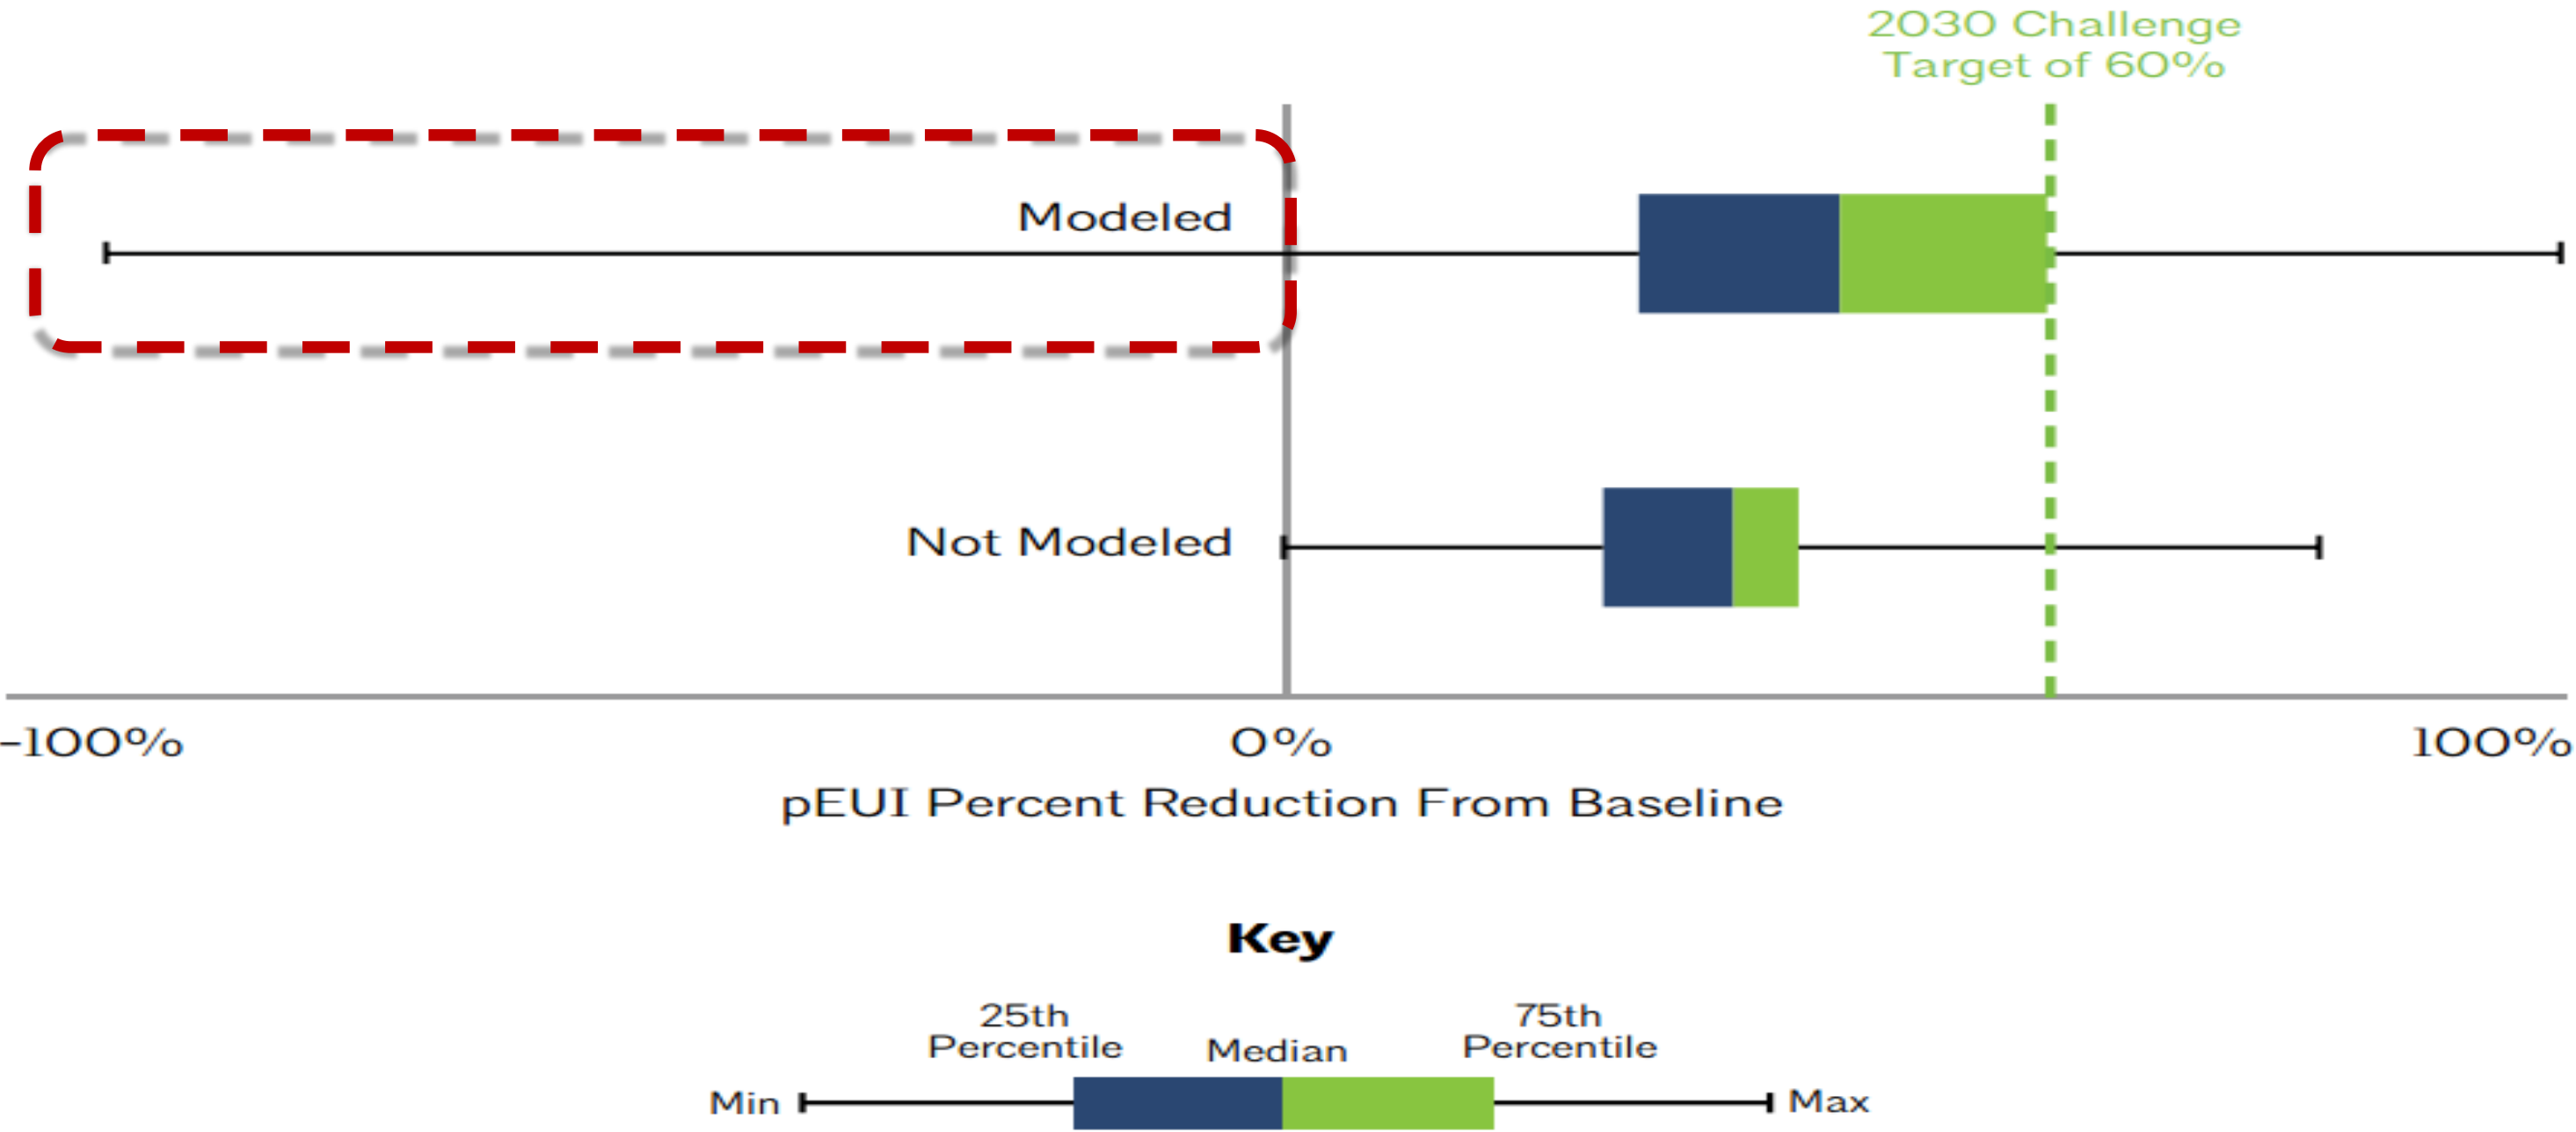 2030 Challenge
Target of 60%
Modeled
Not Modeled
-100%
0%
100%
pEUI Percent Reduction From Baseline
Key
25th
Percentile
Median
75th
Percentile
Min
Max